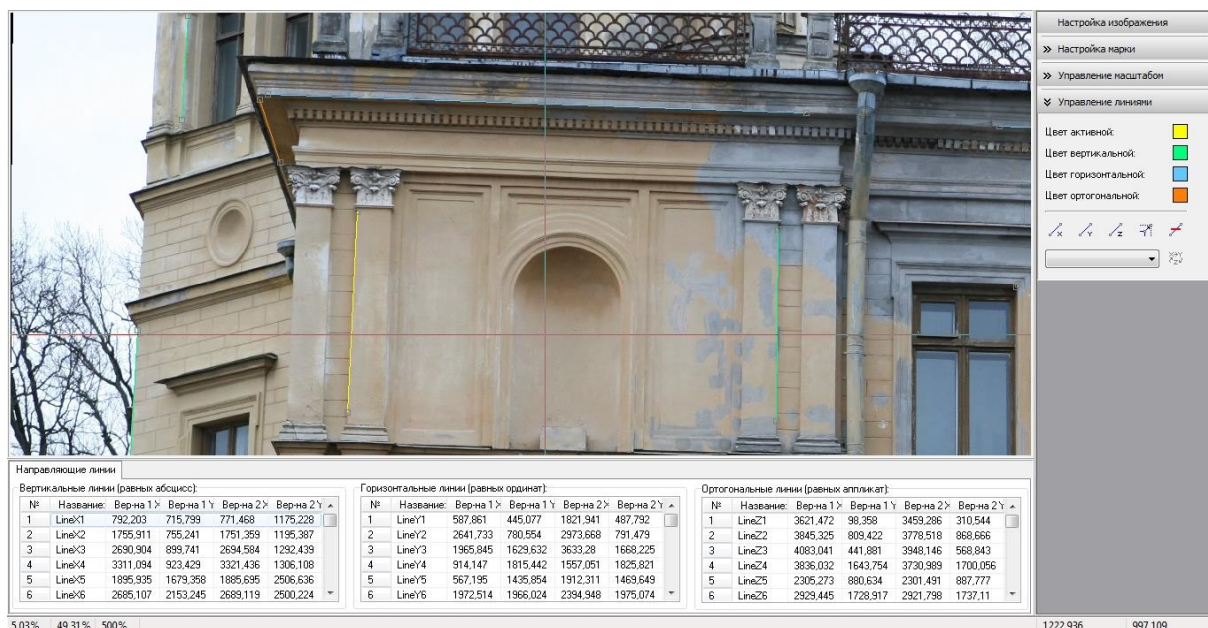 Настройка изображения
Настройка марки
Управление масштабом
Управление линиями
Цвет активной:
Цвет вертикальной:
Цвет горизонтальной:
Цвет ортогональной:
Направляющие линии
Вертикальные линии (равных абсцисс):
№ Название: Вер-на 1 X Вер-на 1 Y Вер-на 2 X Вер-на 2 Y
1 LineX1 792,203 715,799 771,468 1175,228
2 LineX2 1755,911 755,241 1751,359 1195,387
3 LineX3 2690,904 899,741 2694,584 1292,439
4 LineX4 3311,094 923,429 3321,436 1306,108
5 LineX5 1895,935 1679,358 1885,695 2506,636
6 LineX6 2685,107 2153,245 2689,119 2500,224
Горизонтальные линии (равных ординат):
№ Название: Вер-на 1 X Вер-на 1 Y Вер-на 2 X Вер-на 2 Y
1 LineY1 587,861 445,077 1821,941 487,792
2 LineY2 2641,733 780,554 2973,668 791,479
3 LineY3 1965,845 1629,632 3633,28 1668,225
4 LineY4 914,147 1815,442 1557,051 1825,821
5 LineY5 567,195 1435,854 1912,311 1469,649
6 LineY6 1972,514 1966,024 2394,948 1975,074
Ортогональные линии (равных аппликат):
№ Название: Вер-на 1 X Вер-на 1 Y Вер-на 2 X Вер-на 2 Y
1 LineZ1 3621,472 98,358 3459,286 310,544
2 LineZ2 3845,325 809,422 3778,518 868,666
3 LineZ3 4083,041 441,881 3948,146 568,843
4 LineZ4 3836,032 1643,754 3730,989 1700,056
5 LineZ5 2305,273 880,634 2301,491 887,777
6 LineZ6 2929,445 1728,917 2921,798 1737,11
5,03% 49,31% 500% 1222,936 997,109